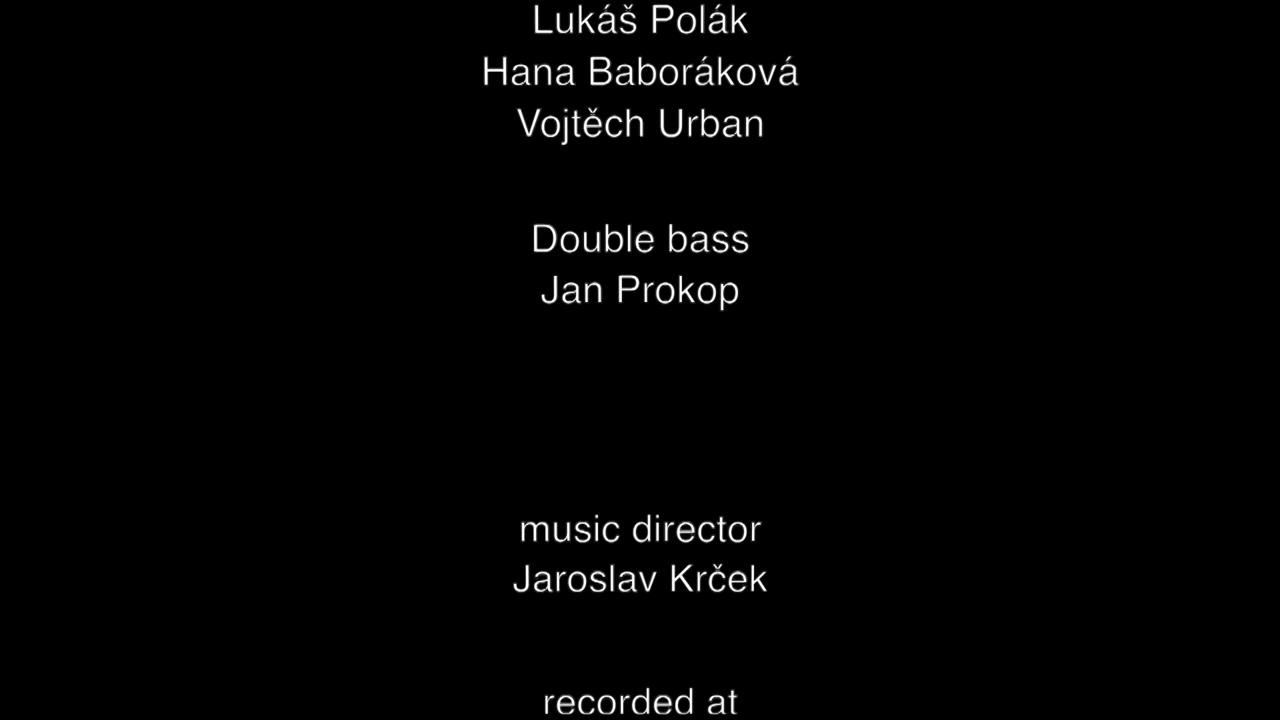 Lukáš Polák
Hana Baboráková
Vojtěch Urban
Double bass
Jan Prokop
music director
Jaroslav Krček
recorded at